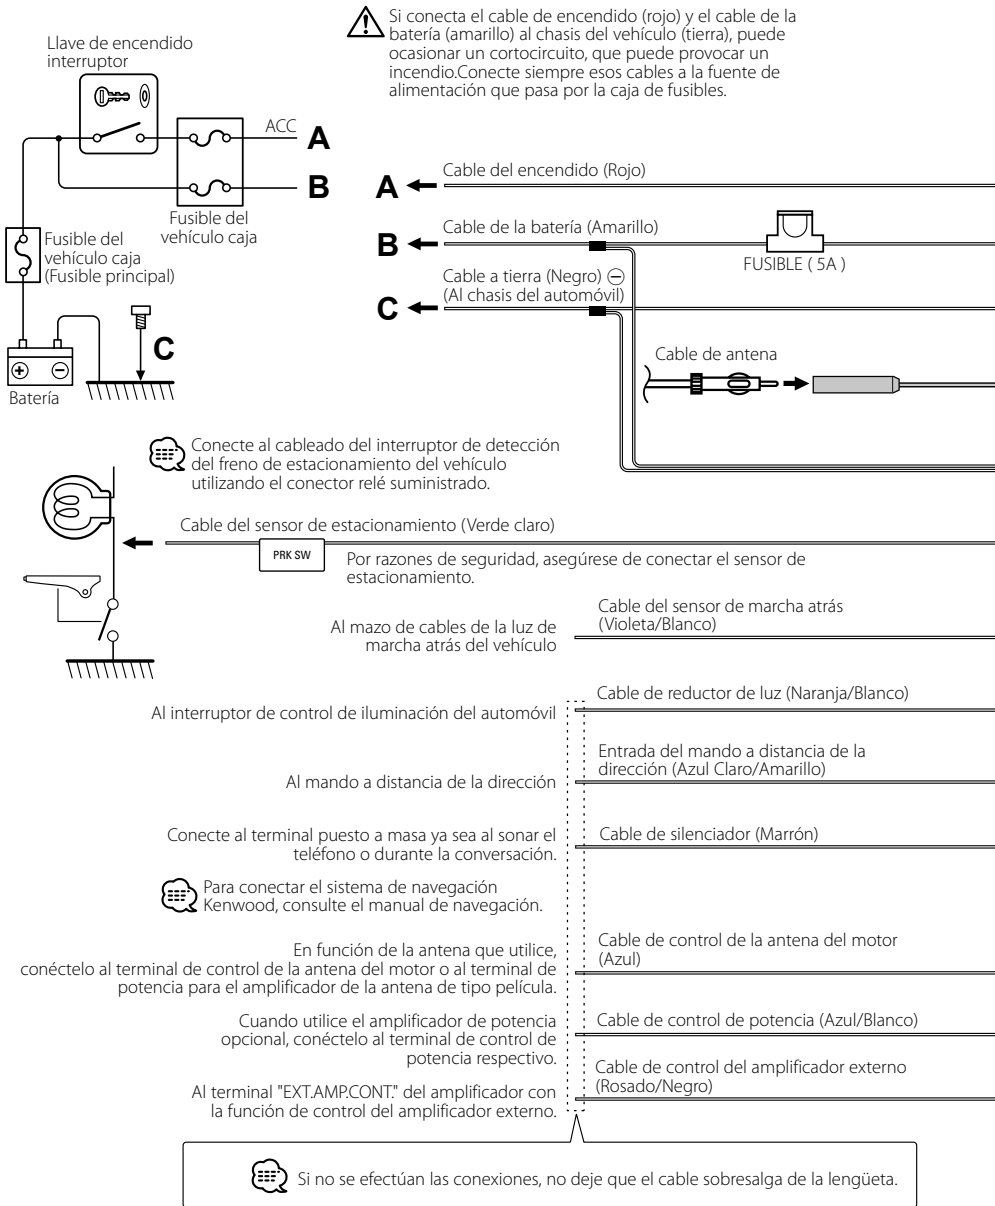 Si conecta el cable de encendido (rojo) y el cable de la
batería (amarillo) al chasis del vehículo (tierra), puede
ocasionar un cortocircuito, que puede provocar un
incendio.Conecte siempre esos cables a la fuente de
alimentación que pasa por la caja de fusibles.
Llave de encendido
interruptor
ACC
A
B
Fusible del
vehículo caja
Fusible del
vehículo caja
(Fusible principal)
C
Batería
A
Cable del encendido (Rojo)
B
Cable de la batería (Amarillo)
FUSIBLE ( 5A )
C
Cable a tierra (Negro) ⊖
(Al chasis del automóvil)
Cable de antena
Conecte al cableado del interruptor de detección
del freno de estacionamiento del vehículo
utilizando el conector relé suministrado.
Cable del sensor de estacionamiento (Verde claro)
PRK SW
Por razones de seguridad, asegúrese de conectar el sensor de
estacionamiento.
Al mazo de cables de la luz de
marcha atrás del vehículo
Cable del sensor de marcha atrás
(Violeta/Blanco)
Al interruptor de control de iluminación del automóvil
Cable de reductor de luz (Naranja/Blanco)
Al mando a distancia de la dirección
Entrada del mando a distancia de la
dirección (Azul Claro/Amarillo)
Conecte al terminal puesto a masa ya sea al sonar el
teléfono o durante la conversación.
Cable de silenciador (Marrón)
Para conectar el sistema de navegación
Kenwood, consulte el manual de navegación.
En función de la antena que utilice,
conéctelo al terminal de control de la antena del motor o al terminal de
potencia para el amplificador de la antena de tipo película.
Cable de control de la antena del motor
(Azul)
Cuando utilice el amplificador de potencia
opcional, conéctelo al terminal de control de
potencia respectivo.
Cable de control de potencia (Azul/Blanco)
Al terminal "EXT.AMP.CONT." del amplificador con
la función de control del amplificador externo.
Cable de control del amplificador externo
(Rosado/Negro)
Si no se efectúan las conexiones, no deje que el cable sobresalga de la lengüeta.